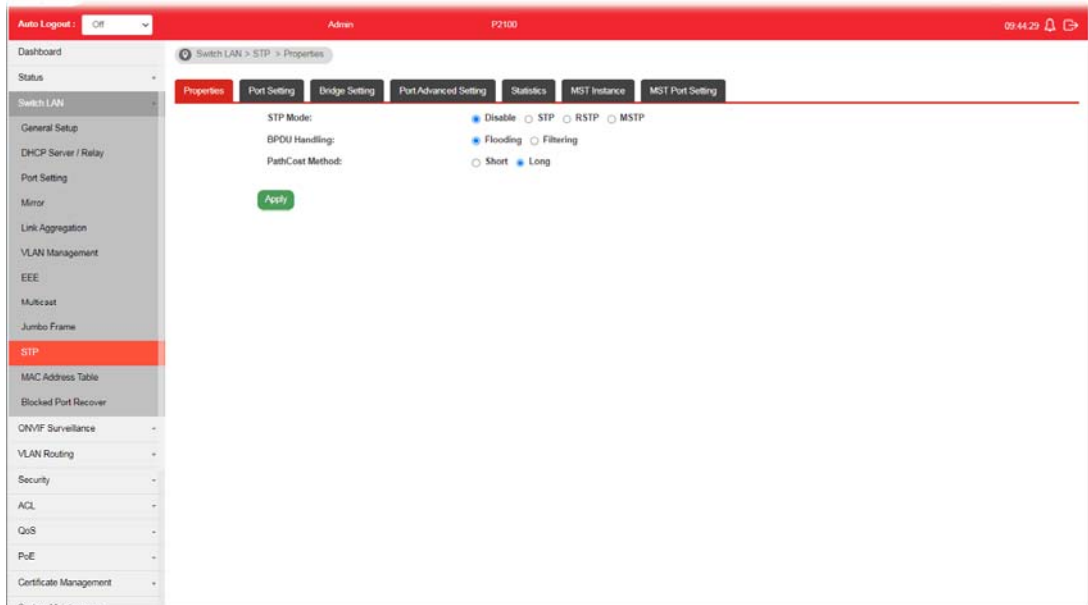 Auto Logout : Off Admin P2100 09:44:29
Dashboard
Switch LAN > STP > Properties
Status
Properties Port Setting Bridge Setting Port Advanced Setting Statistics MST Instance MST Port Setting
Switch LAN
STP Mode: Disable STP RSTP MSTP
General Setup
BPDU Handling: Flooding Filtering
DHCP Server / Relay
PathCost Method: Short Long
Port Setting
Apply
Mirror
Link Aggregation
VLAN Management
EEE
Multicast
Jumbo Frame
STP
MAC Address Table
Blocked Port Recover
ONVIF Surveillance
VLAN Routing
Security
ACL
QoS
PoE
Certificate Management